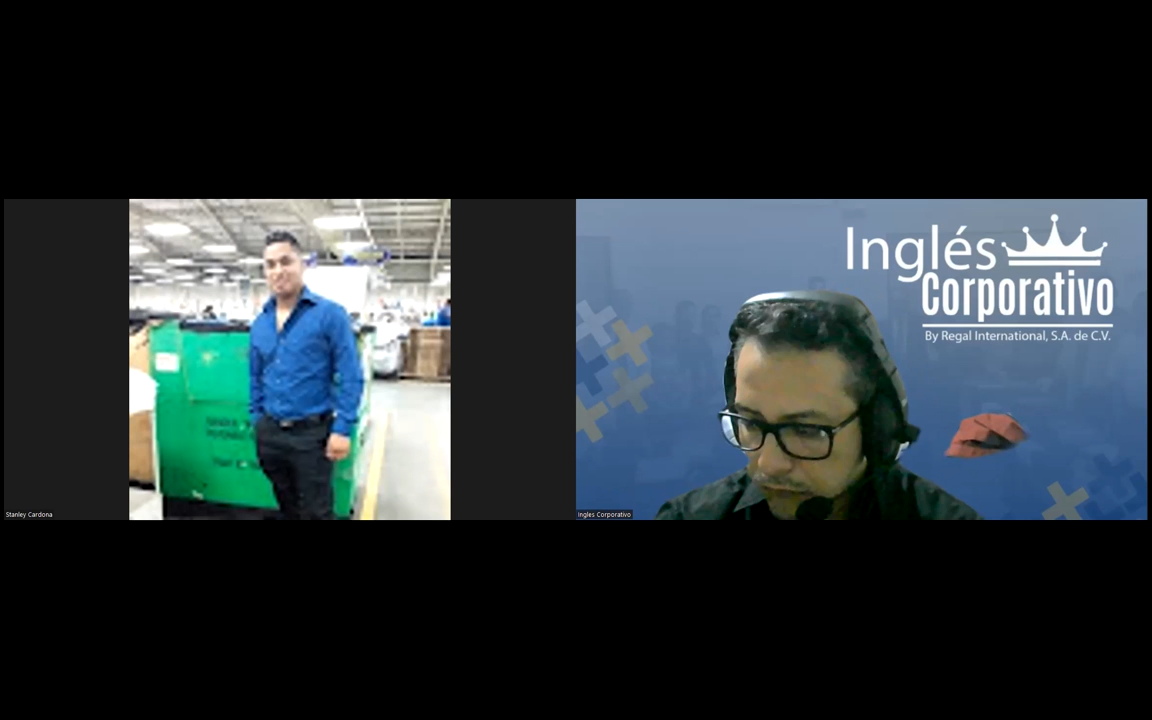 Inglés
Corporativo
By Regal International, S.A. de C.V.
Stanley Cardona
Ingles Corporativo